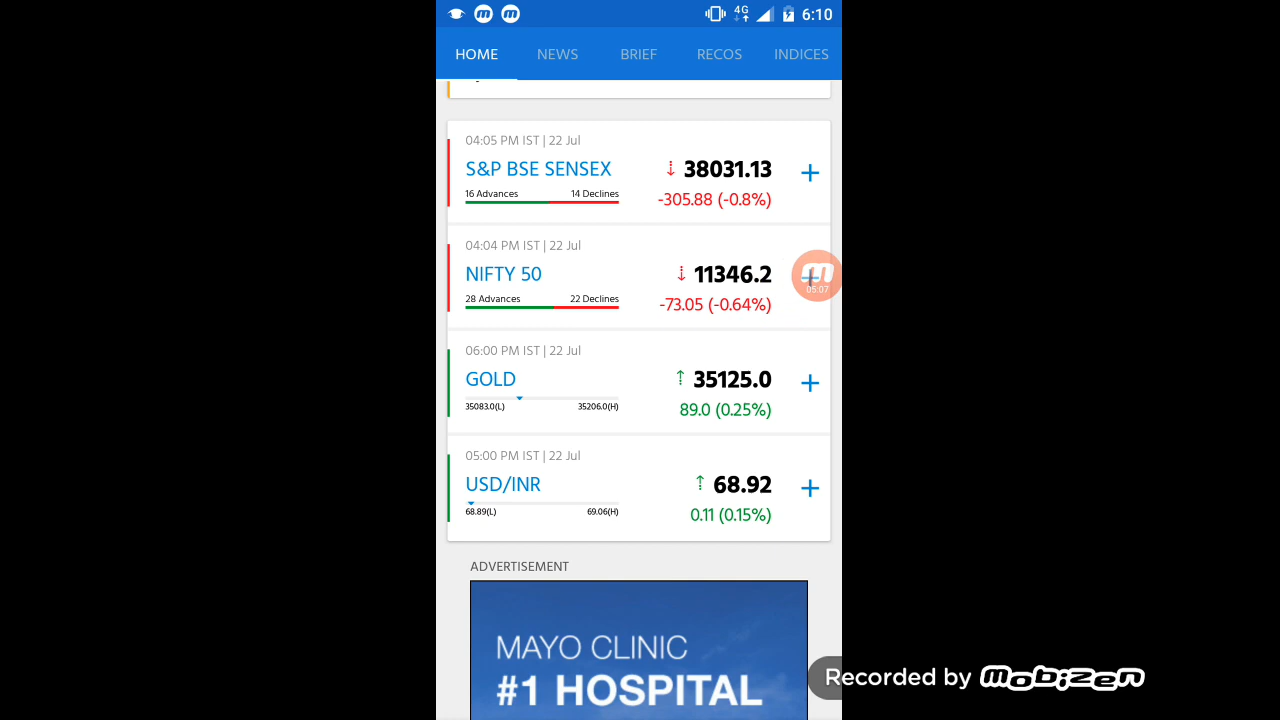 4G 6:10
HOME NEWS BRIEF RECOS INDICES
04:05 PM IST | 22 Jul
S&P BSE SENSEX 38031.13
16 Advances 14 Declines -305.88 (-0.8%)
04:04 PM IST | 22 Jul
NIFTY 50 11346.2
05:07
28 Advances 22 Declines -73.05 (-0.64%)
06:00 PM IST | 22 Jul
GOLD 35125.0
35083.0(L) 35206.0(H) 89.0 (0.25%)
05:00 PM IST | 22 Jul
USD/INR 68.92
68.89(L) 69.06(H) 0.11 (0.15%)
ADVERTISEMENT
MAYO CLINIC
#1 HOSPITAL
Recorded by mobizen